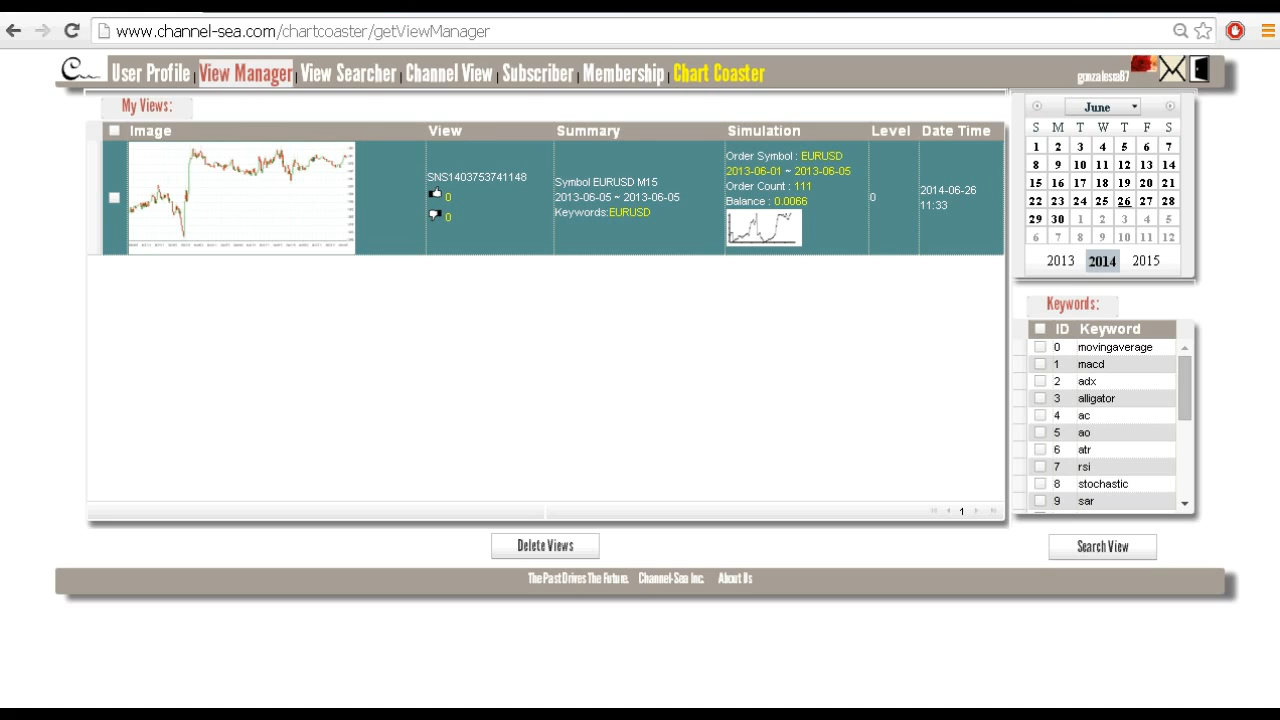 www.channel-sea.com/chartcoaster/getViewManager
User Profile | View Manager | View Searcher | Channel View | Subscriber | Membership | Chart Coaster
gonzalesea87
My Views:
Image View Summary Simulation Level Date Time
SNS1403753741148
0
0
Symbol EURUSD M15
2013-06-05 ~ 2013-06-05
Keywords:EURUSD
Order Symbol : EURUSD
2013-06-01 ~ 2013-06-05
Order Count : 111
Balance : 0.0066
0
2014-06-26
11:33
1
Delete Views
June
S M T W T F S
1 2 3 4 5 6 7
8 9 10 11 12 13 14
15 16 17 18 19 20 21
22 23 24 25 26 27 28
29 30 1 2 3 4 5
6 7 8 9 10 11 12
2013 2014 2015
Keywords:
ID Keyword
0 movingaverage
1 macd
2 adx
3 alligator
4 ac
5 ao
6 atr
7 rsi
8 stochastic
9 sar
Search View
The Past Drives The Future. Channel-Sea Inc. About Us